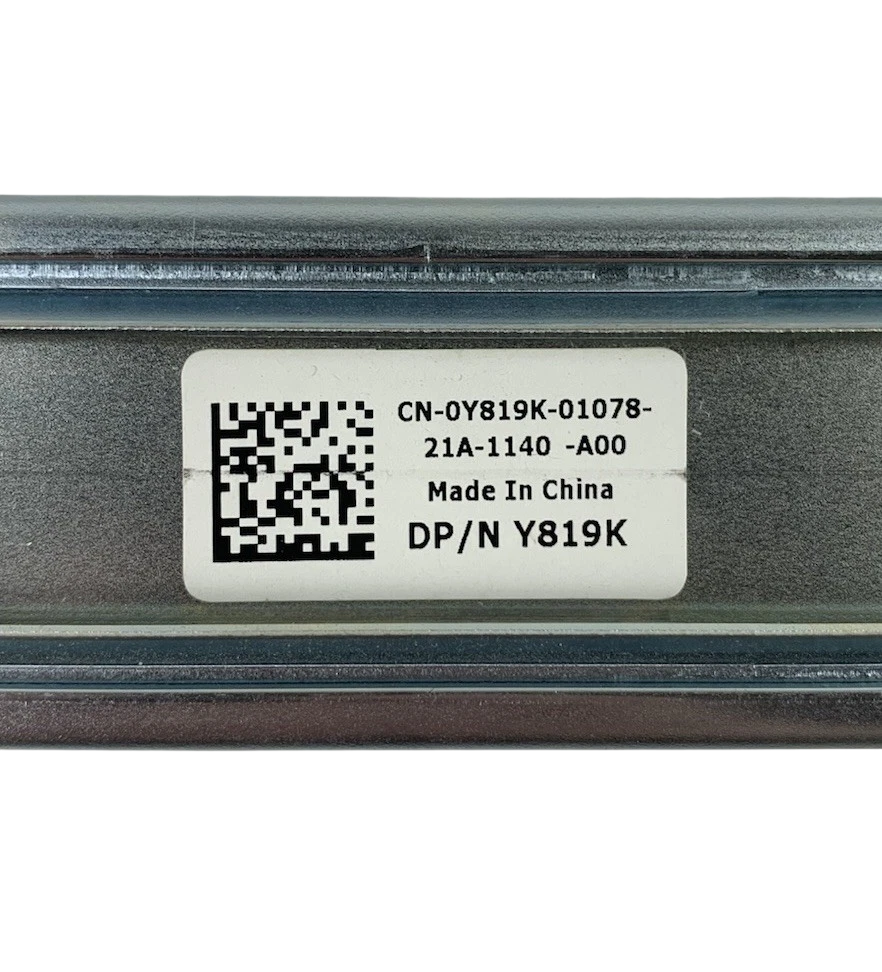 CN-0Y819K-01078-
21A-1140 -A00
Made In China
DP/N Y819K